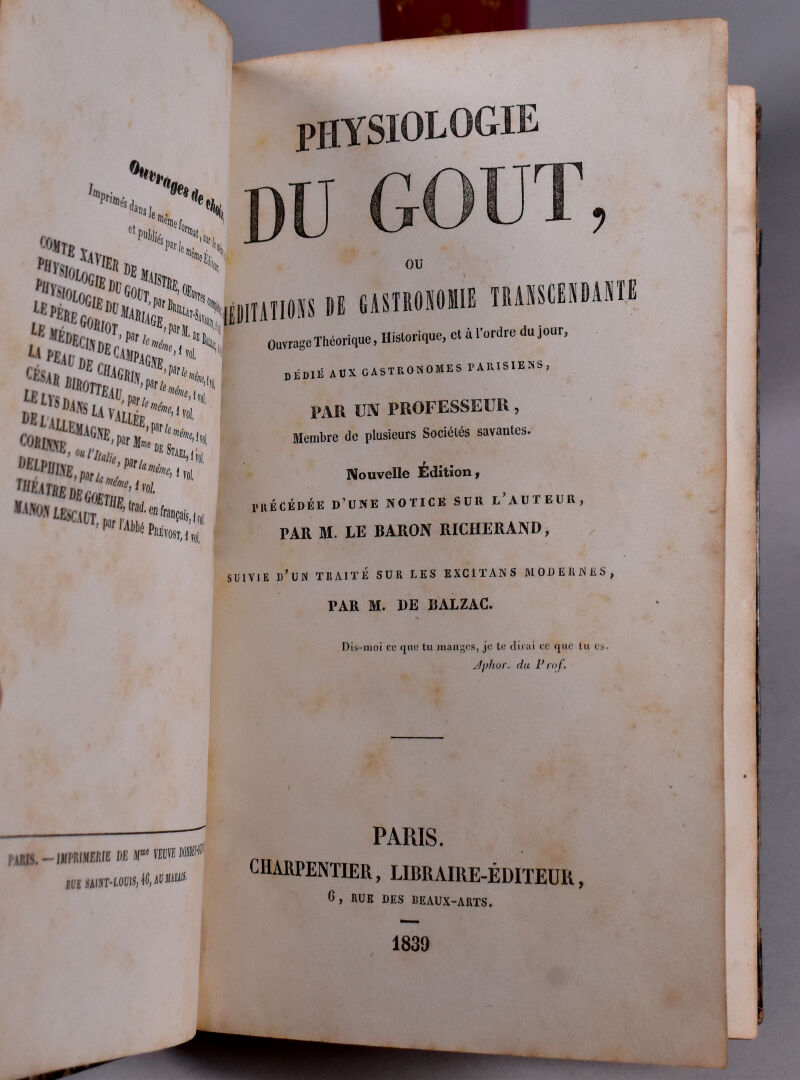 Ouvrages de choix,
Imprimés dans le même format, sur le
et publiés par le même Éditeur.
COMTE XAVIER DE MAISTRE, Œuvres
PHYSIOLOGIE DU GOUT, par BRILLAT-SAVARIN,
PHYSIOLOGIE DU MARIAGE, par M. DE BALZAC,
LE PÈRE GORIOT, par le même, 1 vol.
LE MÉDECIN DE CAMPAGNE, par le même, 1 vol.
LA PEAU DE CHAGRIN, par le même, 1 vol.
CÉSAR BIROTTEAU, par le même, 1 vol.
LE LYS DANS LA VALLÉE, par le même, 1 vol.
DE L'ALLEMAGNE, par Mme DE STAEL, 1 vol.
CORINNE, ou l'Italie, par la même, 1 vol.
DELPHINE, par la même, 1 vol.
THÉATRE DE GOETHE, trad. en français, 1 vol.
MANON LESCAUT, par l'Abbé PRÉVOST, 1 vol.
PARIS. — IMPRIMERIE DE Mme VEUVE
RUE SAINT-LOUIS, 46, AU MARAIS.
PHYSIOLOGIE
DU GOUT,
OU
MÉDITATIONS DE GASTRONOMIE TRANSCENDANTE
Ouvrage Théorique, Historique, et à l'ordre du jour,
DÉDIÉ AUX GASTRONOMES PARISIENS,
PAR UN PROFESSEUR,
Membre de plusieurs Sociétés savantes.
Nouvelle Édition,
PRÉCÉDÉE D'UNE NOTICE SUR L'AUTEUR,
PAR M. LE BARON RICHERAND,
SUIVIE D'UN TRAITÉ SUR LES EXCITANS MODERNES,
PAR M. DE BALZAC.
Dis-moi ce que tu manges, je te dirai ce que tu es.
Aphor. du Prof.
PARIS.
CHARPENTIER, LIBRAIRE-ÉDITEUR,
6, RUE DES BEAUX-ARTS.
1839